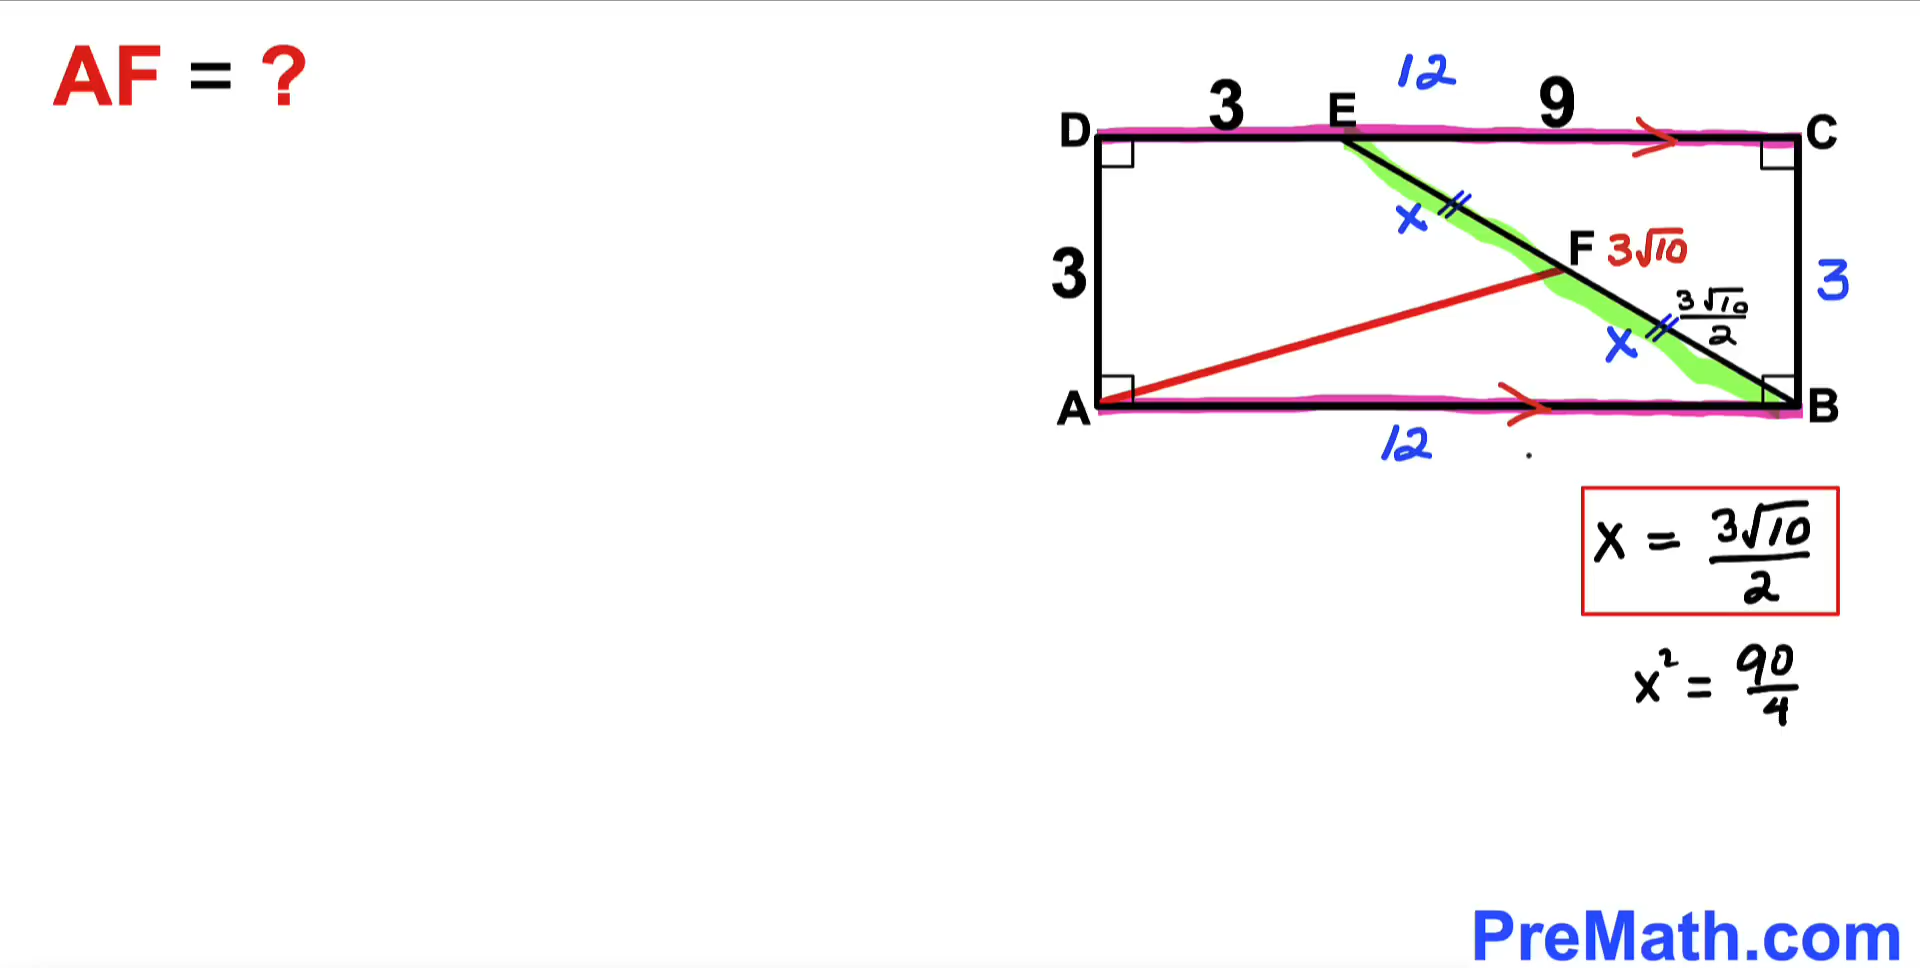 AF = ?
12
3 E 9
D C
x F 3√10
3 3
x 3√10/2
A B
12
x = 3√10/2
x² = 90/4
PreMath.com